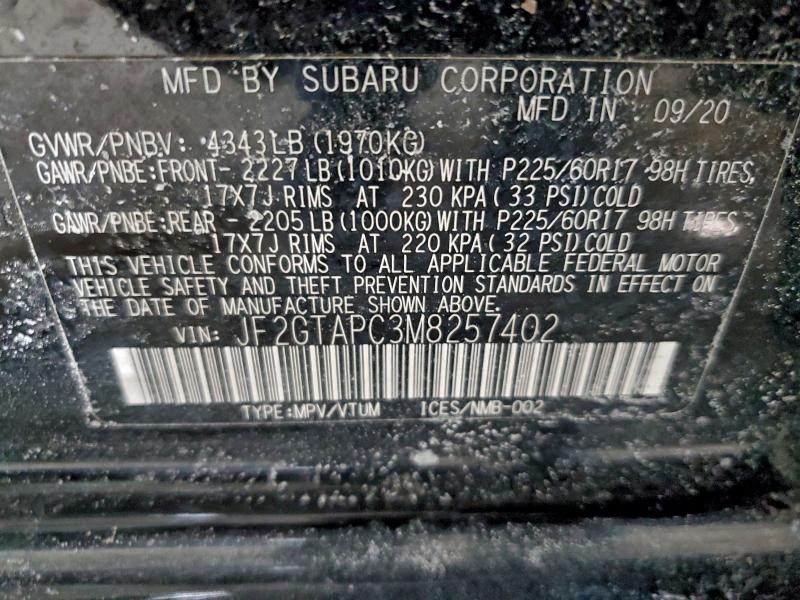 MFD BY SUBARU CORPORATION
MFD IN 09/20
GVWR/PNBV: 4343LB(1970KG)
GAWR/PNBE:FRONT- 2227LB(1010KG)WITH P225/60R17 98H TIRES,
17X7J RIMS AT 230 KPA(33 PSI)COLD
GAWR/PNBE:REAR - 2205LB(1000KG)WITH P225/60R17 98H TIRES,
17X7J RIMS AT 220 KPA(32 PSI)COLD
THIS VEHICLE CONFORMS TO ALL APPLICABLE FEDERAL MOTOR
VEHICLE SAFETY AND THEFT PREVENTION STANDARDS IN EFFECT ON
THE DATE OF MANUFACTURE SHOWN ABOVE.
VIN: JF2GTAPC3M8257402
TYPE:MPV/VTUM ICES/NMB-002